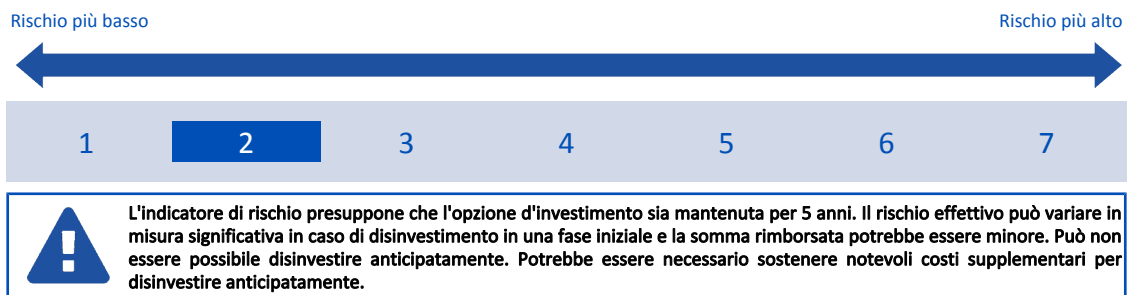 Rischio più basso Rischio più alto
1 2 3 4 5 6 7
L'indicatore di rischio presuppone che l'opzione d'investimento sia mantenuta per 5 anni. Il rischio effettivo può variare in
misura significativa in caso di disinvestimento in una fase iniziale e la somma rimborsata potrebbe essere minore. Può non
essere possibile disinvestire anticipatamente. Potrebbe essere necessario sostenere notevoli costi supplementari per
disinvestire anticipatamente.